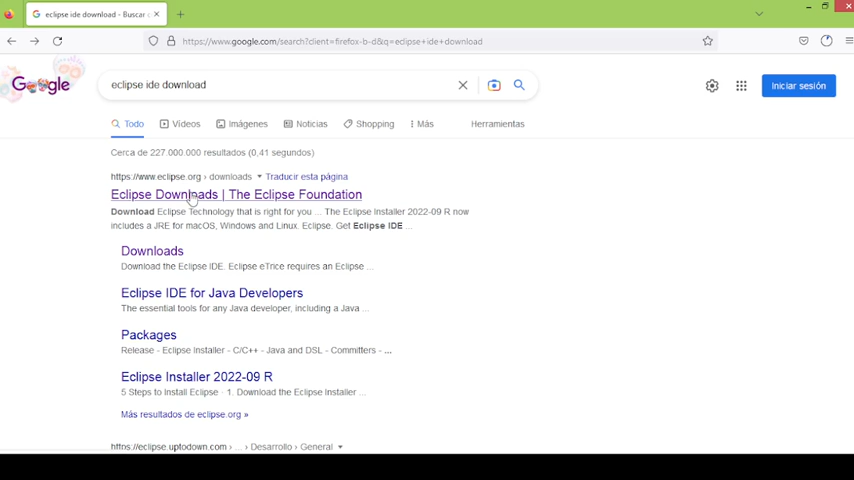 eclipse ide download - Buscar c
https://www.google.com/search?client=firefox-b-d&q=eclipse+ide+download
Google
eclipse ide download
Iniciar sesión
Todo Vídeos Imágenes Noticias Shopping Más Herramientas
Cerca de 227.000.000 resultados (0,41 segundos)
https://www.eclipse.org › downloads Traducir esta página
Eclipse Downloads | The Eclipse Foundation
Download Eclipse Technology that is right for you ... The Eclipse Installer 2022-09 R now
includes a JRE for macOS, Windows and Linux. Eclipse. Get Eclipse IDE ...
Downloads
Download the Eclipse IDE. Eclipse eTrice requires an Eclipse ...
Eclipse IDE for Java Developers
The essential tools for any Java developer, including a Java ...
Packages
Release - Eclipse Installer - C/C++ - Java and DSL - Committers - ...
Eclipse Installer 2022-09 R
5 Steps to Install Eclipse · 1. Download the Eclipse Installer ...
Más resultados de eclipse.org »
https://eclipse.uptodown.com › ... › Desarrollo › General